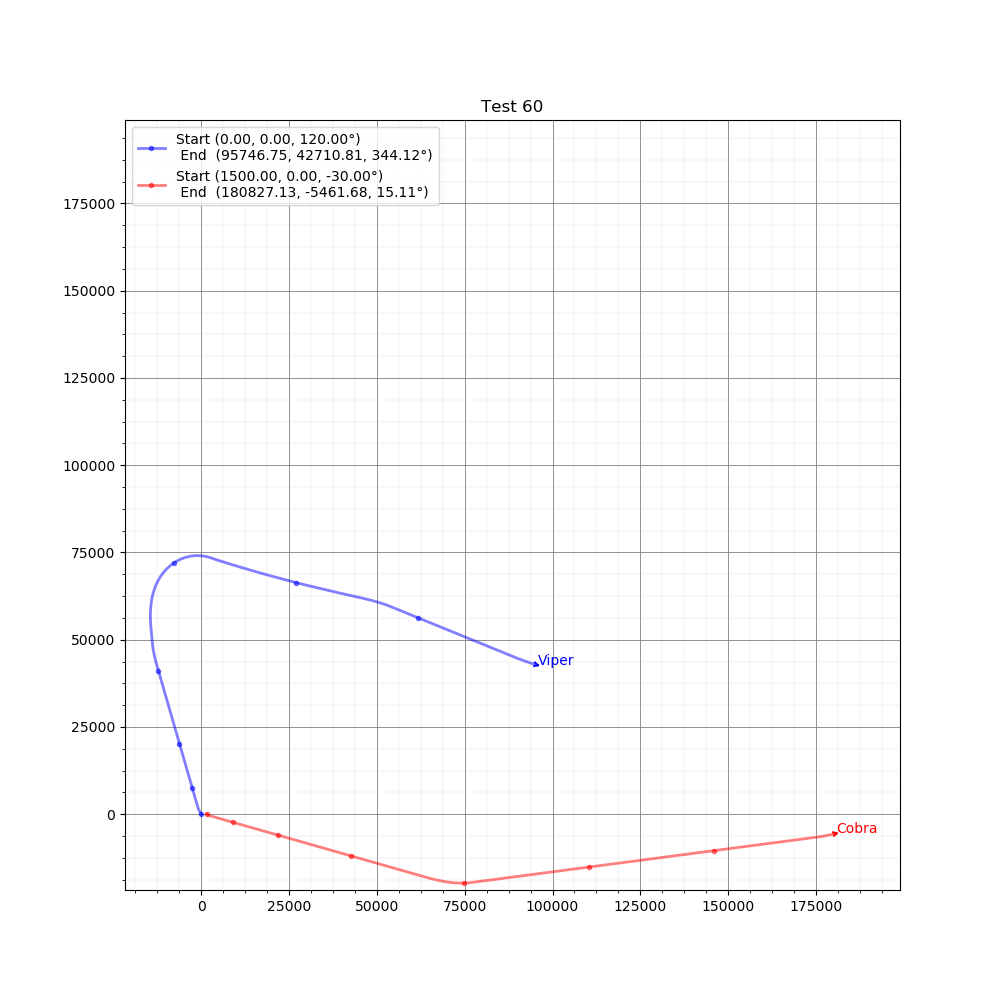 Test 60
Start (0.00, 0.00, 120.00°)
End (95746.75, 42710.81, 344.12°)
Start (1500.00, 0.00, -30.00°)
End (180827.13, -5461.68, 15.11°)
175000
150000
125000
100000
75000
50000
25000
0
Viper
Cobra
0 25000 50000 75000 100000 125000 150000 175000